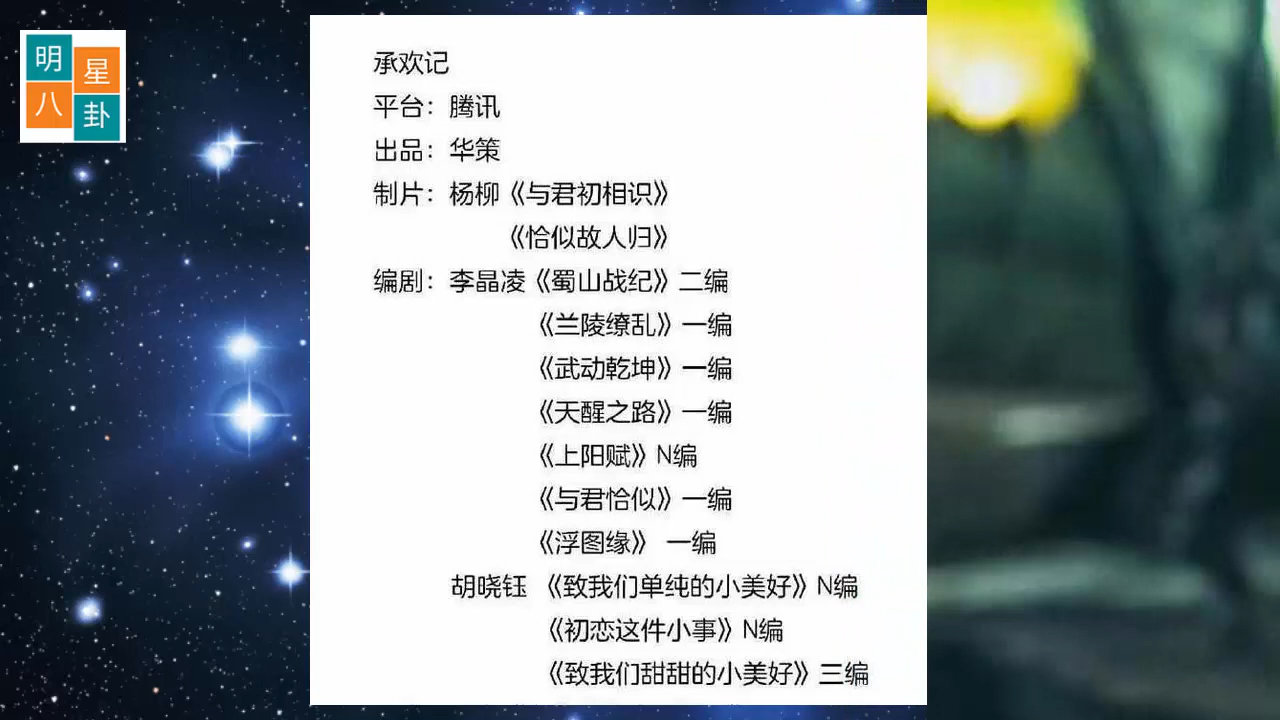 明星
八卦
承欢记
平台：腾讯
出品：华策
制片：杨柳《与君初相识》
《恰似故人归》
编剧：李晶凌《蜀山战纪》二编
《兰陵缭乱》一编
《武动乾坤》一编
《天醒之路》一编
《上阳赋》N编
《与君恰似》一编
《浮图缘》 一编
胡晓钰 《致我们单纯的小美好》N编
《初恋这件小事》N编
《致我们甜甜的小美好》三编